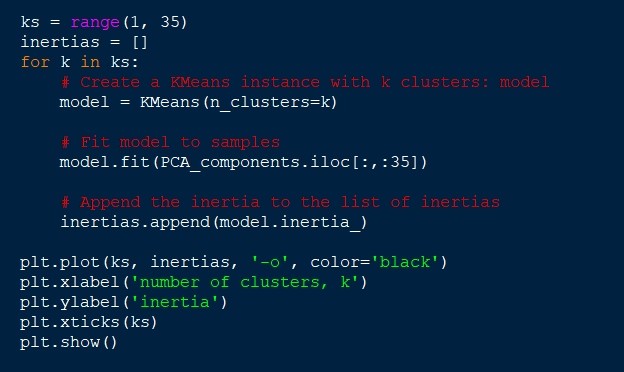 ks = range(1, 35)
inertias = []
for k in ks:
    # Create a KMeans instance with k clusters: model
    model = KMeans(n_clusters=k)
    # Fit model to samples
    model.fit(PCA_components.iloc[:,:35])
    # Append the inertia to the list of inertias
    inertias.append(model.inertia_)
plt.plot(ks, inertias, '-o', color='black')
plt.xlabel('number of clusters, k')
plt.ylabel('inertia')
plt.xticks(ks)
plt.show()